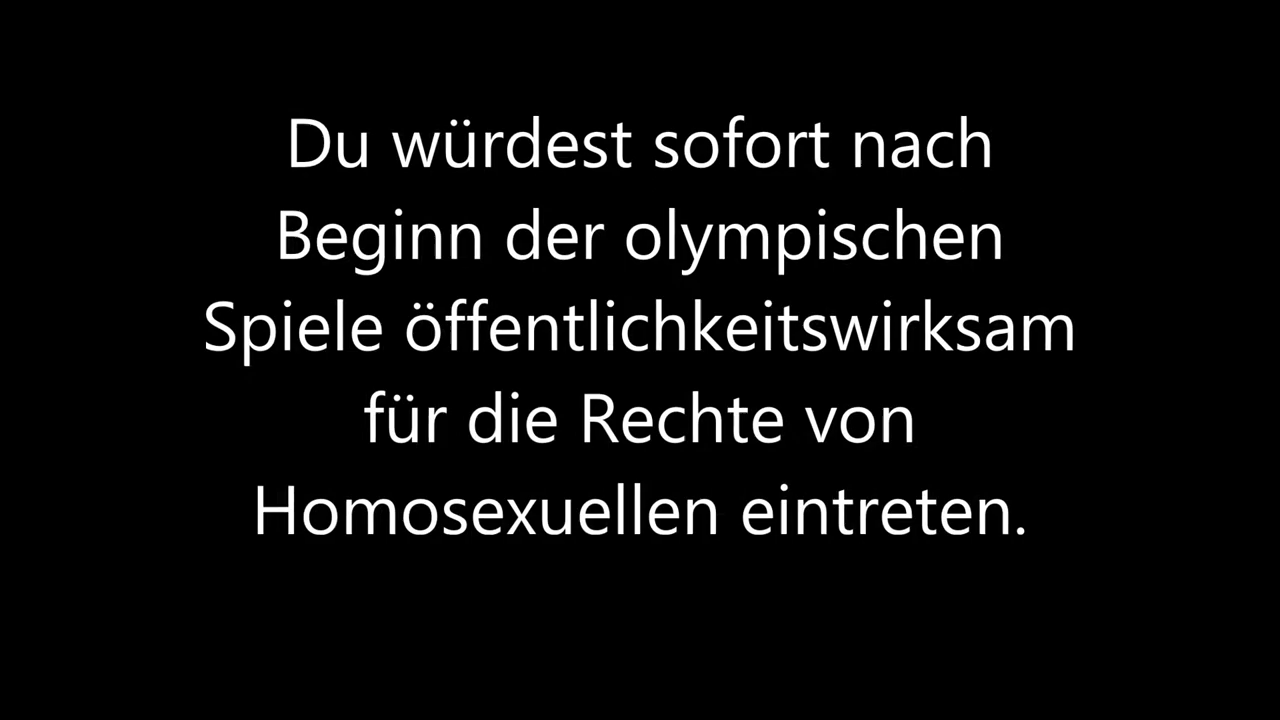 Du würdest sofort nach
Beginn der olympischen
Spiele öffentlichkeitswirksam
für die Rechte von
Homosexuellen eintreten.